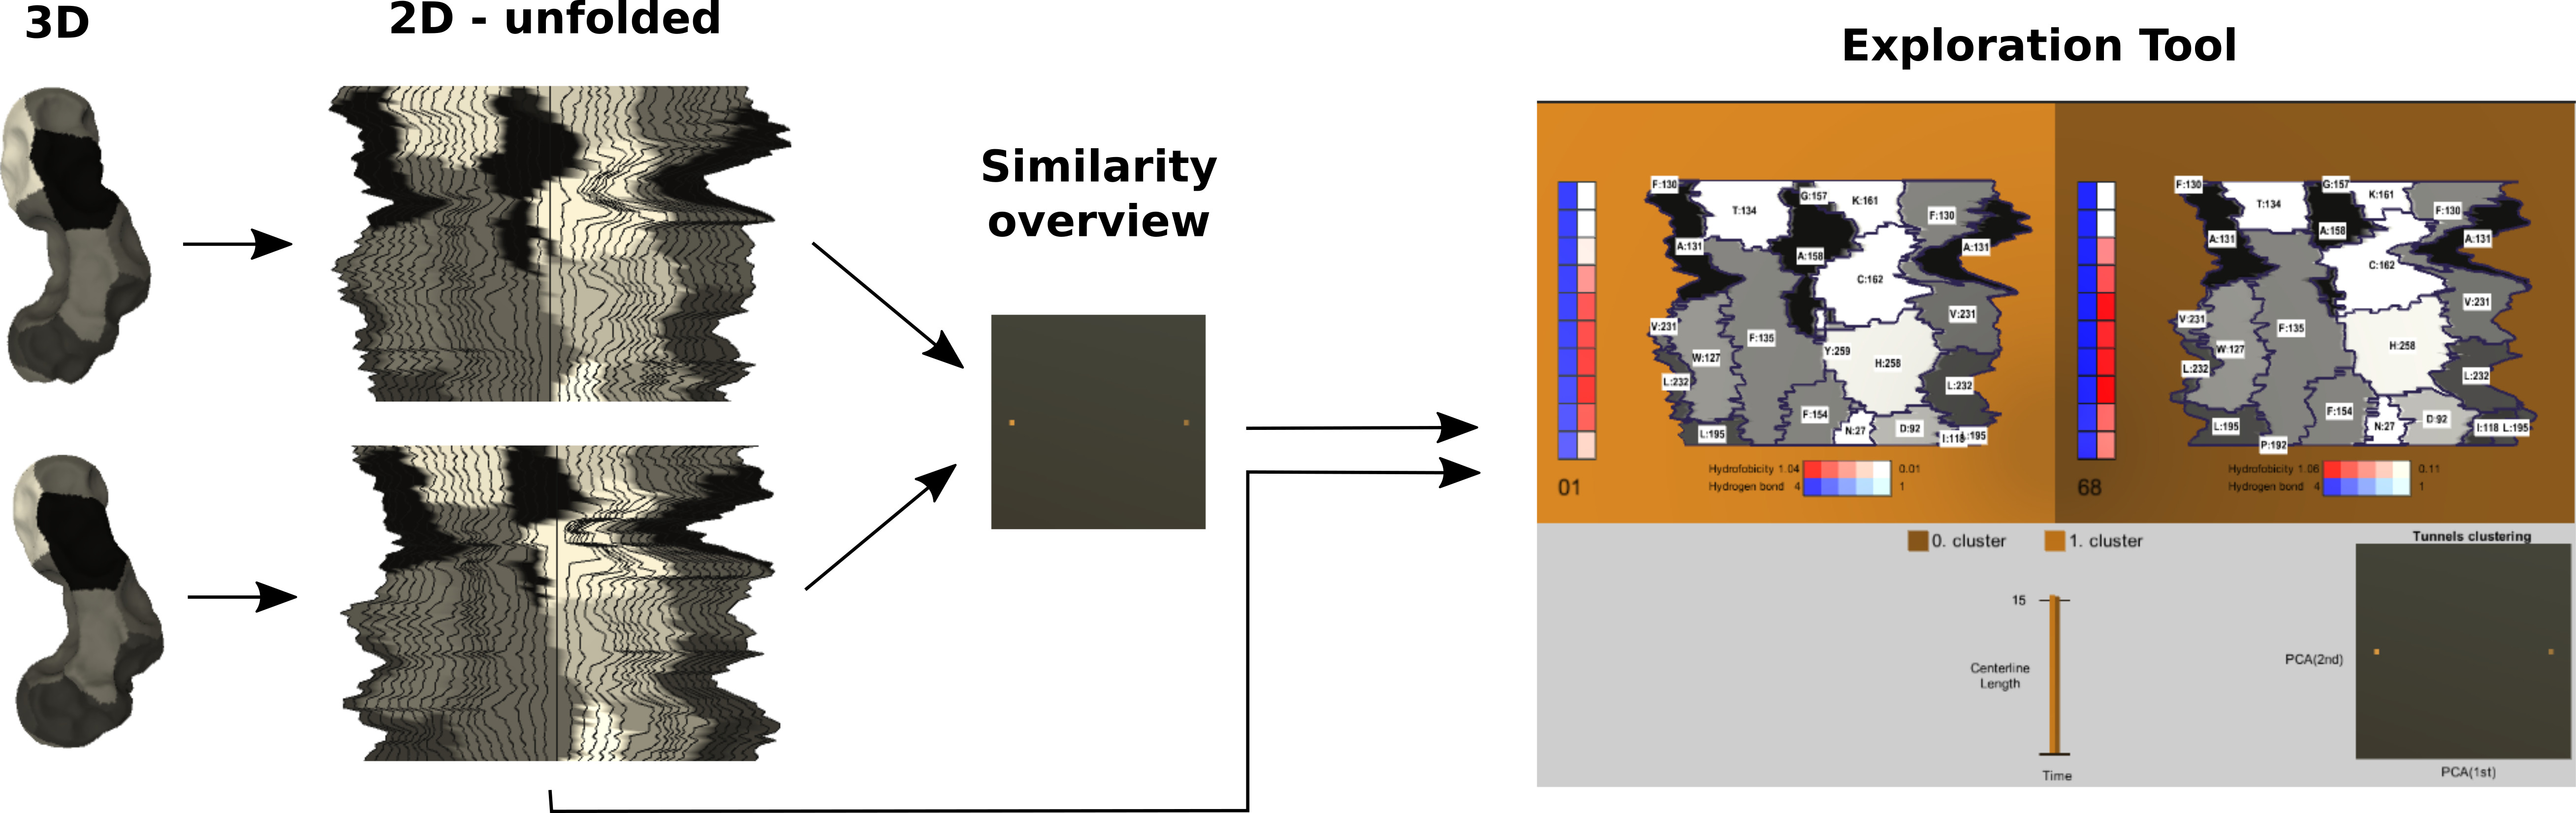 3D
2D - unfolded
Similarity
overview
Exploration Tool
F:130
T:134
G:157
K:161
F:130
A:131
A:158
A:131
C:162
V:231
V:231
F:135
Y:259
W:127
H:258
L:232
L:232
F:154
L:195
N:27
D:92
I:118
L:195
Hydrofobicity 1.04 0.01
Hydrogen bond 4 1
01
F:130
T:134
G:157
K:161
F:130
A:131
A:158
A:131
C:162
V:231
V:231
F:135
W:127
H:258
L:232
L:232
F:154
L:195
N:27
D:92
I:118 L:195
P:192
Hydrofobicity 1.06 0.11
Hydrogen bond 4 1
68
0. cluster 1. cluster
15
Centerline
Length
Time
Tunnels clustering
PCA(2nd)
PCA(1st)